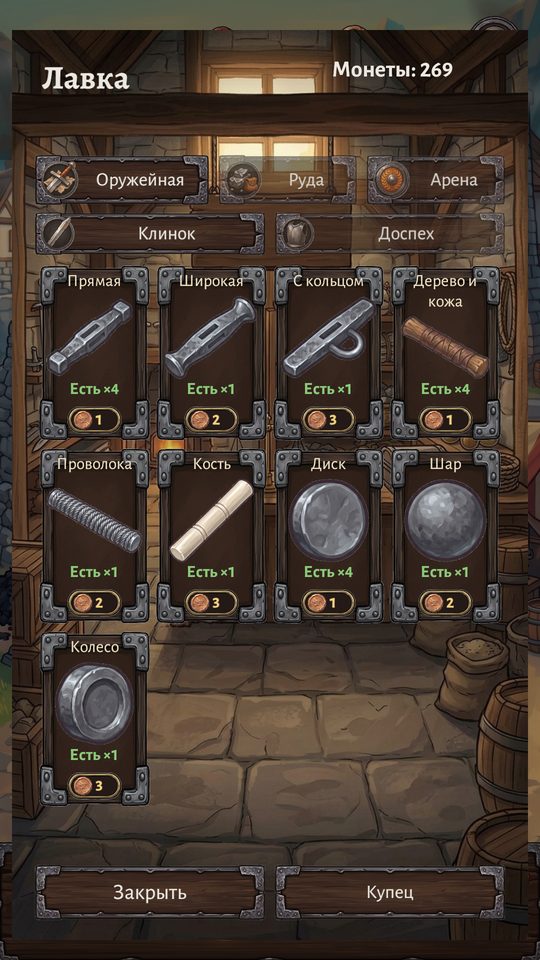 Лавка
Монеты: 269
Оружейная
Руда
Арена
Клинок
Доспех
Прямая
Широкая
С кольцом
Дерево и
кожа
Есть ×4
Есть ×1
Есть ×1
Есть ×4
1
2
3
1
Проволока
Кость
Диск
Шар
Есть ×1
Есть ×1
Есть ×4
Есть ×1
2
3
1
2
Колесо
Есть ×1
3
Закрыть
Купец